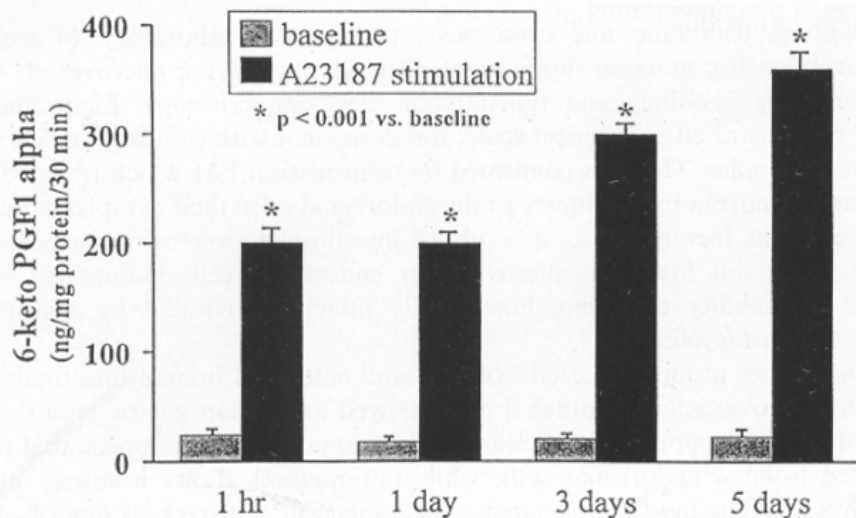 baseline
A23187 stimulation
* p < 0.001 vs. baseline
6-keto PGF1 alpha
(ng/mg protein/30 min)
400
300
200
100
0
*
*
*
*
1 hr
1 day
3 days
5 days